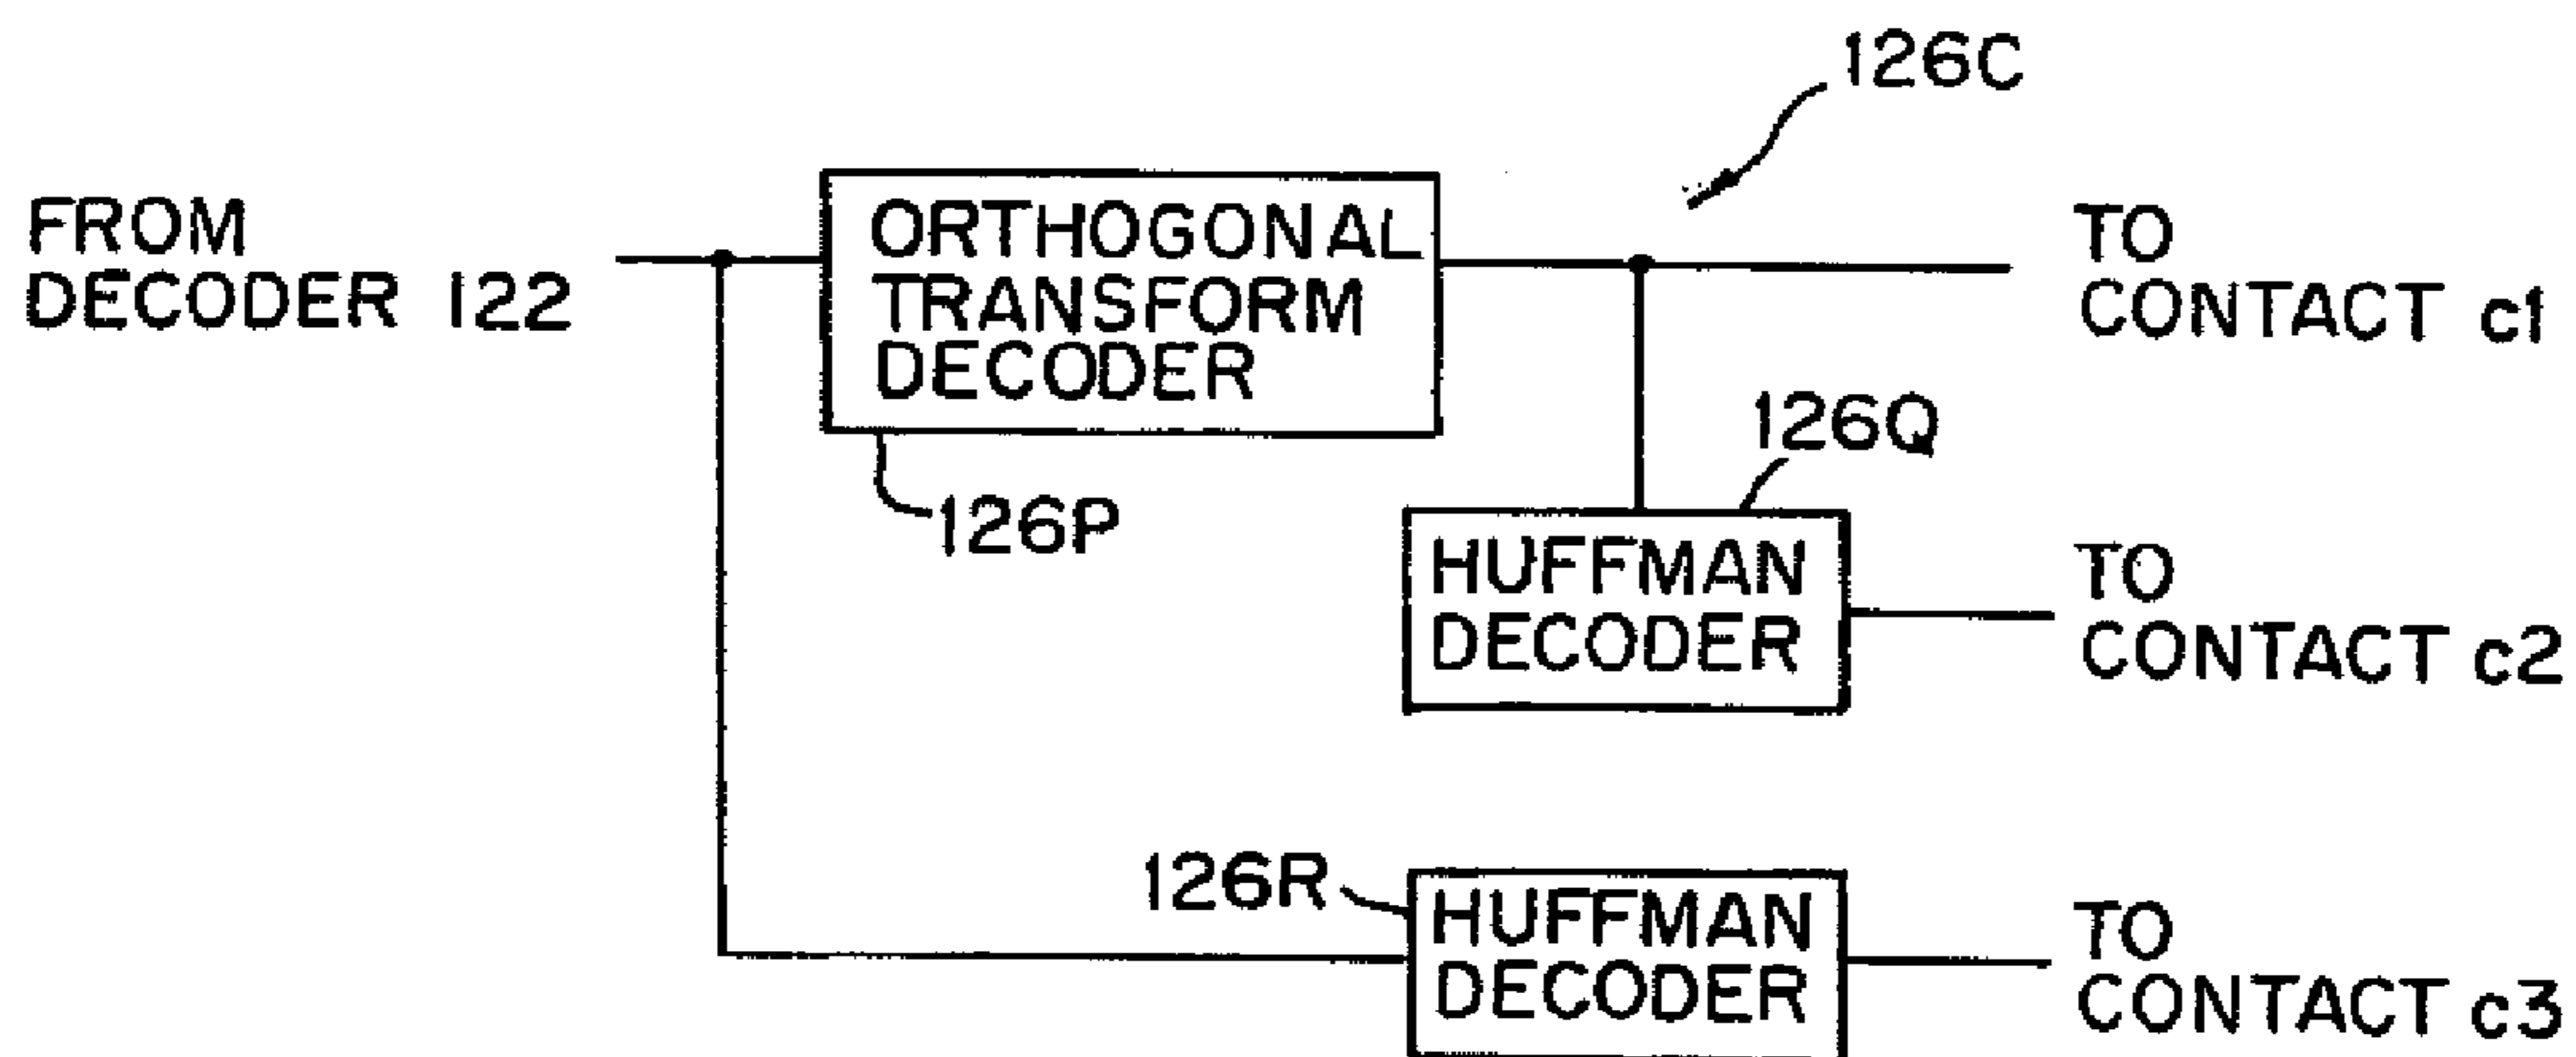 126C
FROM
DECODER 122
ORTHOGONAL
TRANSFORM
DECODER
TO
CONTACT c1
126P
126Q
HUFFMAN
DECODER
TO
CONTACT c2
126R
HUFFMAN
DECODER
TO
CONTACT c3